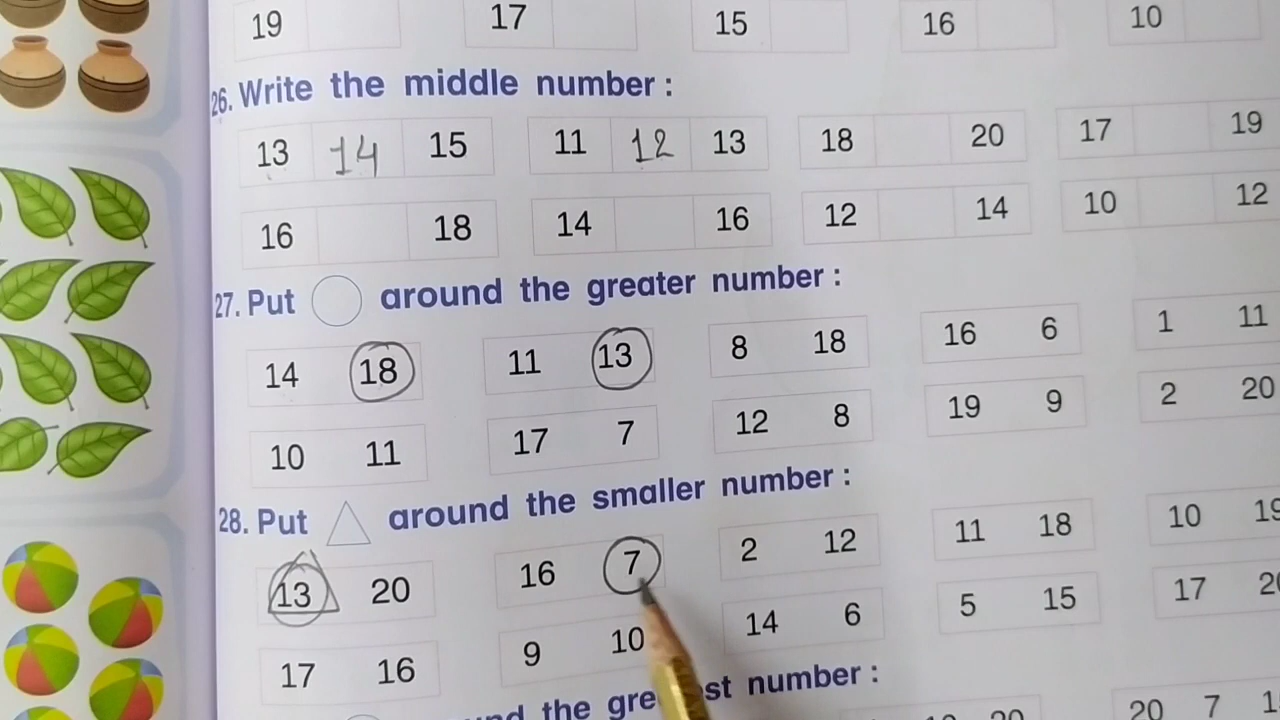 19 17 15 16 10
26. Write the middle number :
13 14 15 11 12 13 18 20 17 19
16 18 14 16 12 14 10 12
27. Put around the greater number :
14 18 11 13 8 18 16 6 1 11
10 11 17 7 12 8 19 9 2 20
28. Put around the smaller number :
13 20 16 7 2 12 11 18 10
17 16 9 10 14 6 5 15 17
the number :
20 7